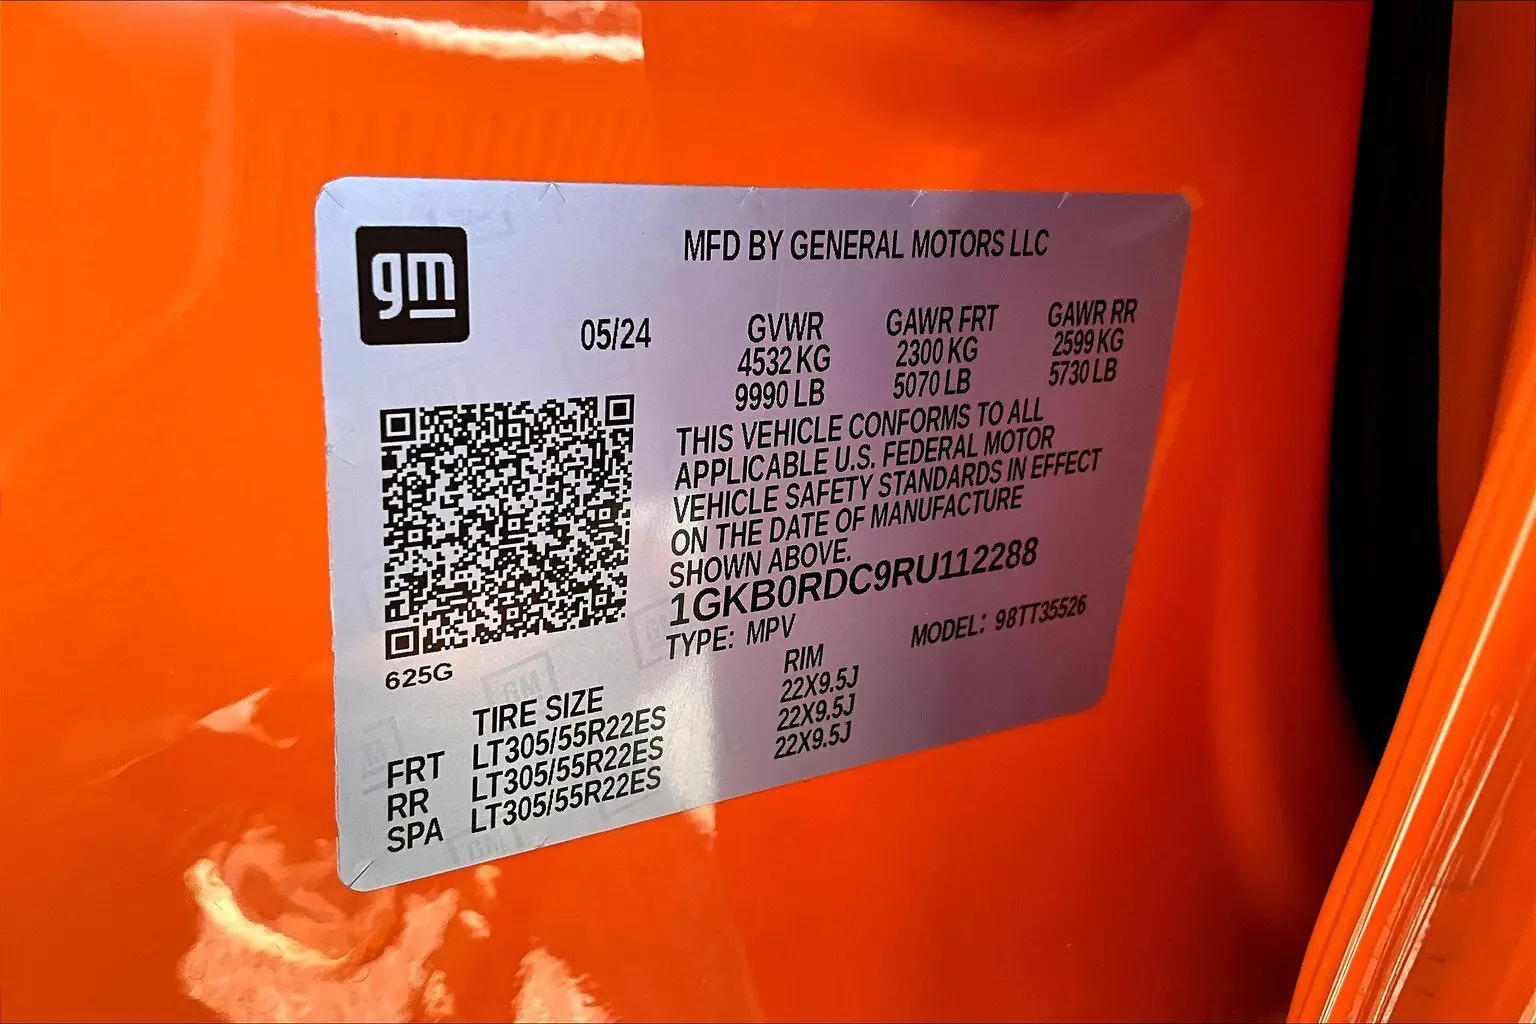 gm
MFD BY GENERAL MOTORS LLC
05/24
GVWR GAWR FRT GAWR RR
4532 KG 2300 KG 2599 KG
9990 LB 5070 LB 5730 LB
THIS VEHICLE CONFORMS TO ALL
APPLICABLE U.S. FEDERAL MOTOR
VEHICLE SAFETY STANDARDS IN EFFECT
ON THE DATE OF MANUFACTURE
SHOWN ABOVE.
1GKB0RDC9RU112288
TYPE: MPV MODEL: 98TT35526
625G
TIRE SIZE RIM
FRT LT305/55R22ES 22X9.5J
RR LT305/55R22ES 22X9.5J
SPA LT305/55R22ES 22X9.5J
GM
GM